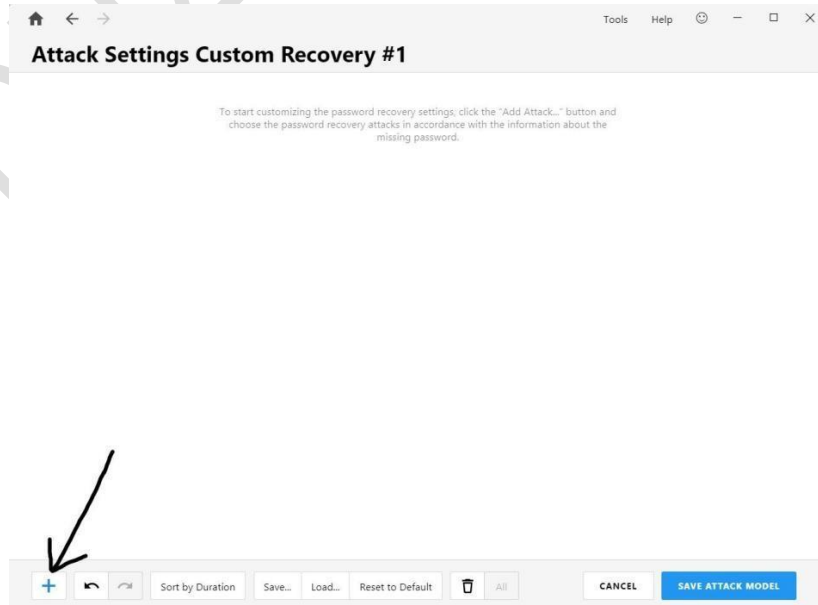 Tools Help
Attack Settings Custom Recovery #1
To start customizing the password recovery settings, click the "Add Attack..." button and
choose the password recovery attacks in accordance with the information about the
missing password.
Sort by Duration Save... Load... Reset to Default All CANCEL SAVE ATTACK MODEL